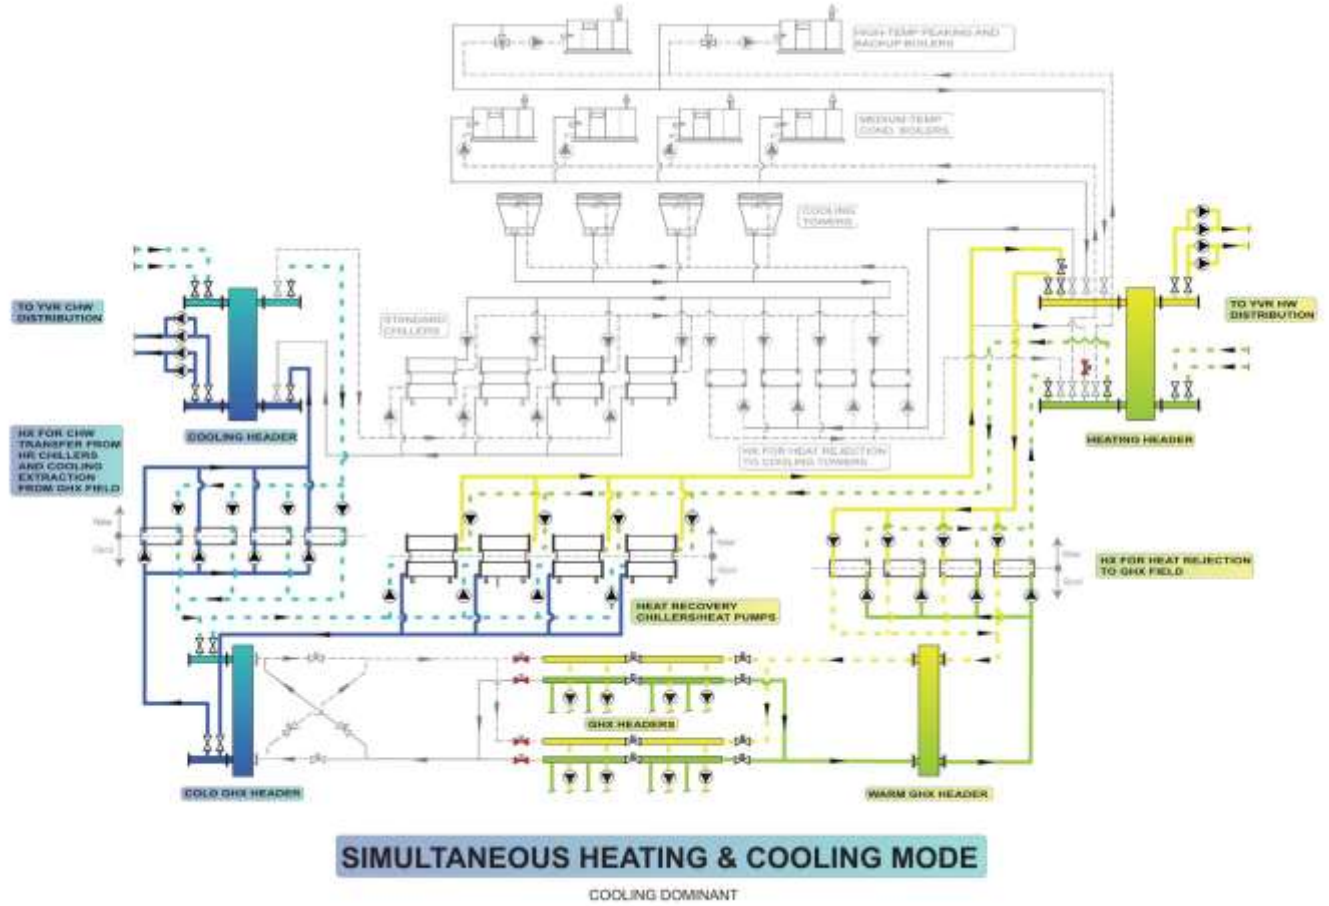 HIGH-TEMP PEAKING AND
BACKUP BOILERS
MEDIUM-TEMP
COND. BOILERS
COOLING
TOWERS
TO YVR CHW
DISTRIBUTION
TO YVR HW
DISTRIBUTION
STANDARD
CHILLERS
COOLING HEADER
HEATING HEADER
HX FOR CHW
TRANSFER FROM
HR CHILLERS
AND COOLING
EXTRACTION
FROM GHX FIELD
HX FOR HEAT REJECTION
TO COOLING TOWERS
HX FOR HEAT REJECTION
TO GHX FIELD
HEAT RECOVERY
CHILLERS/HEAT PUMPS
GHX HEADERS
COLD GHX HEADER
WARM GHX HEADER
SIMULTANEOUS HEATING & COOLING MODE
COOLING DOMINANT